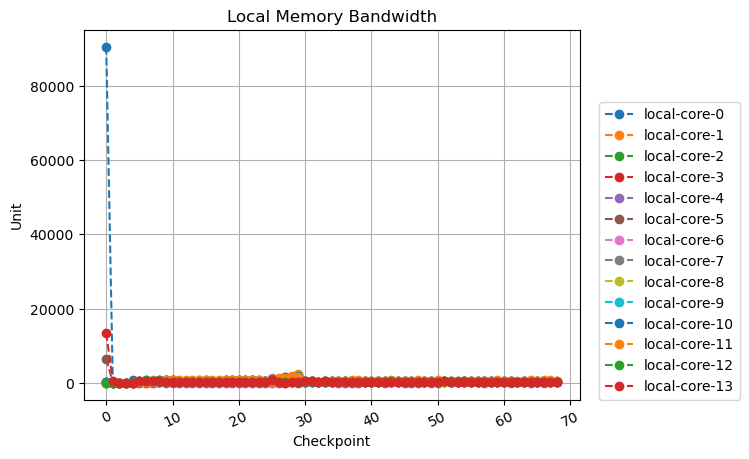 Local Memory Bandwidth
Unit
80000
60000
40000
20000
0
0
10
20
30
40
50
60
70
Checkpoint
local-core-0
local-core-1
local-core-2
local-core-3
local-core-4
local-core-5
local-core-6
local-core-7
local-core-8
local-core-9
local-core-10
local-core-11
local-core-12
local-core-13